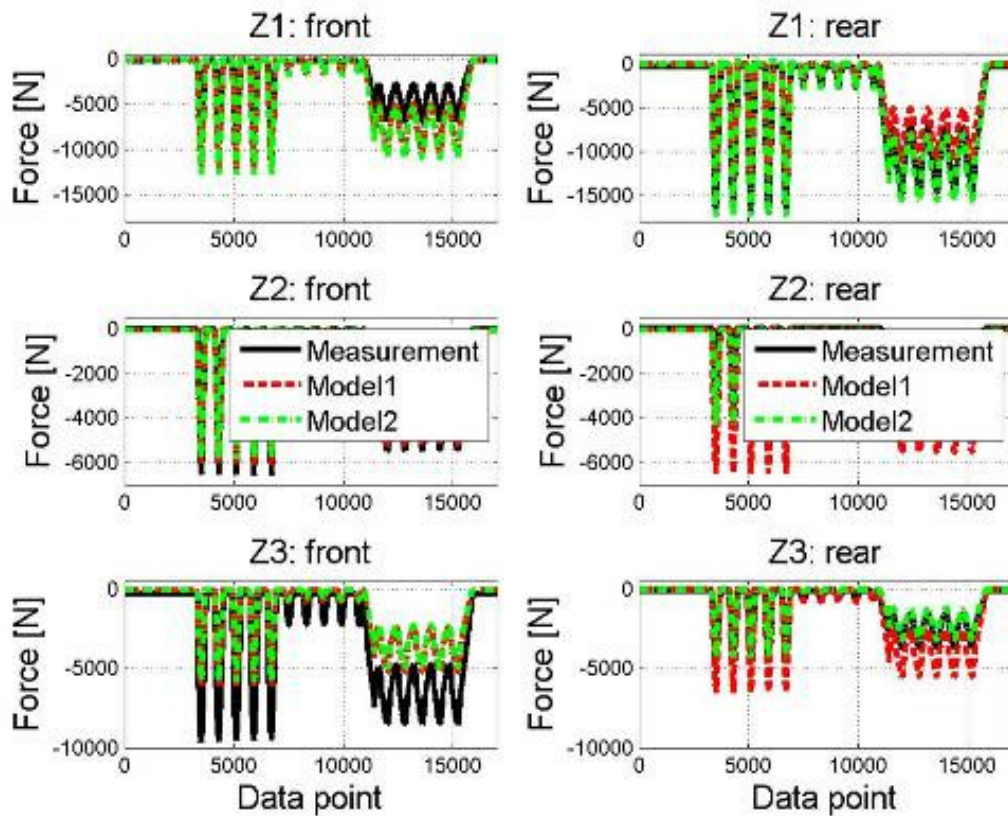 Z1: front
Z1: rear
Force [N]
0
-5000
-10000
-15000
0
5000
10000
15000
0
-5000
-10000
-15000
Force [N]
0
5000
10000
15000
Z2: front
Z2: rear
Force [N]
0
-2000
-4000
-6000
Measurement
Model1
Model2
0
5000
10000
15000
Force [N]
0
-2000
-4000
-6000
Measurement
Model1
Model2
0
5000
10000
15000
Z3: front
Z3: rear
Force [N]
0
-5000
-10000
0
5000
10000
15000
Data point
Force [N]
0
-5000
-10000
0
5000
10000
15000
Data point